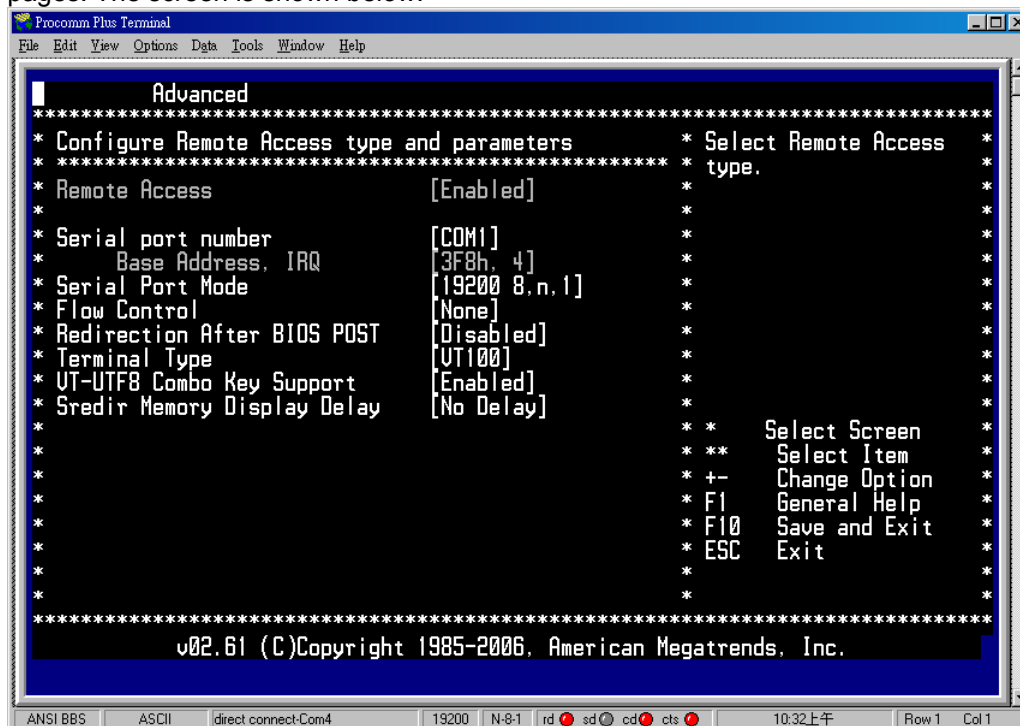 pages. The screen is shown below.
Procomm Plus Terminal
File Edit View Options Data Tools Window Help
Advanced
************************************************************************************
* Configure Remote Access type and parameters * Select Remote Access *
* *************************************************** * type. *
* Remote Access [Enabled] * *
* * *
* Serial port number [COM1] * *
* Base Address, IRQ [3F8h, 4] * *
* Serial Port Mode [19200 8,n,1] * *
* Flow Control [None] * *
* Redirection After BIOS POST [Disabled] * *
* Terminal Type [VT100] * *
* VT-UTF8 Combo Key Support [Enabled] * *
* Sredir Memory Display Delay [No Delay] * *
* * * Select Screen *
* * ** Select Item *
* * +- Change Option *
* * F1 General Help *
* * F10 Save and Exit *
* * ESC Exit *
* * *
* * *
************************************************************************************
v02.61 (C)Copyright 1985-2006, American Megatrends, Inc.
ANSI BBS ASCII direct connect-Com4 19200 N-8-1 rd sd cd cts 10:32上午 Row 1 Col 1